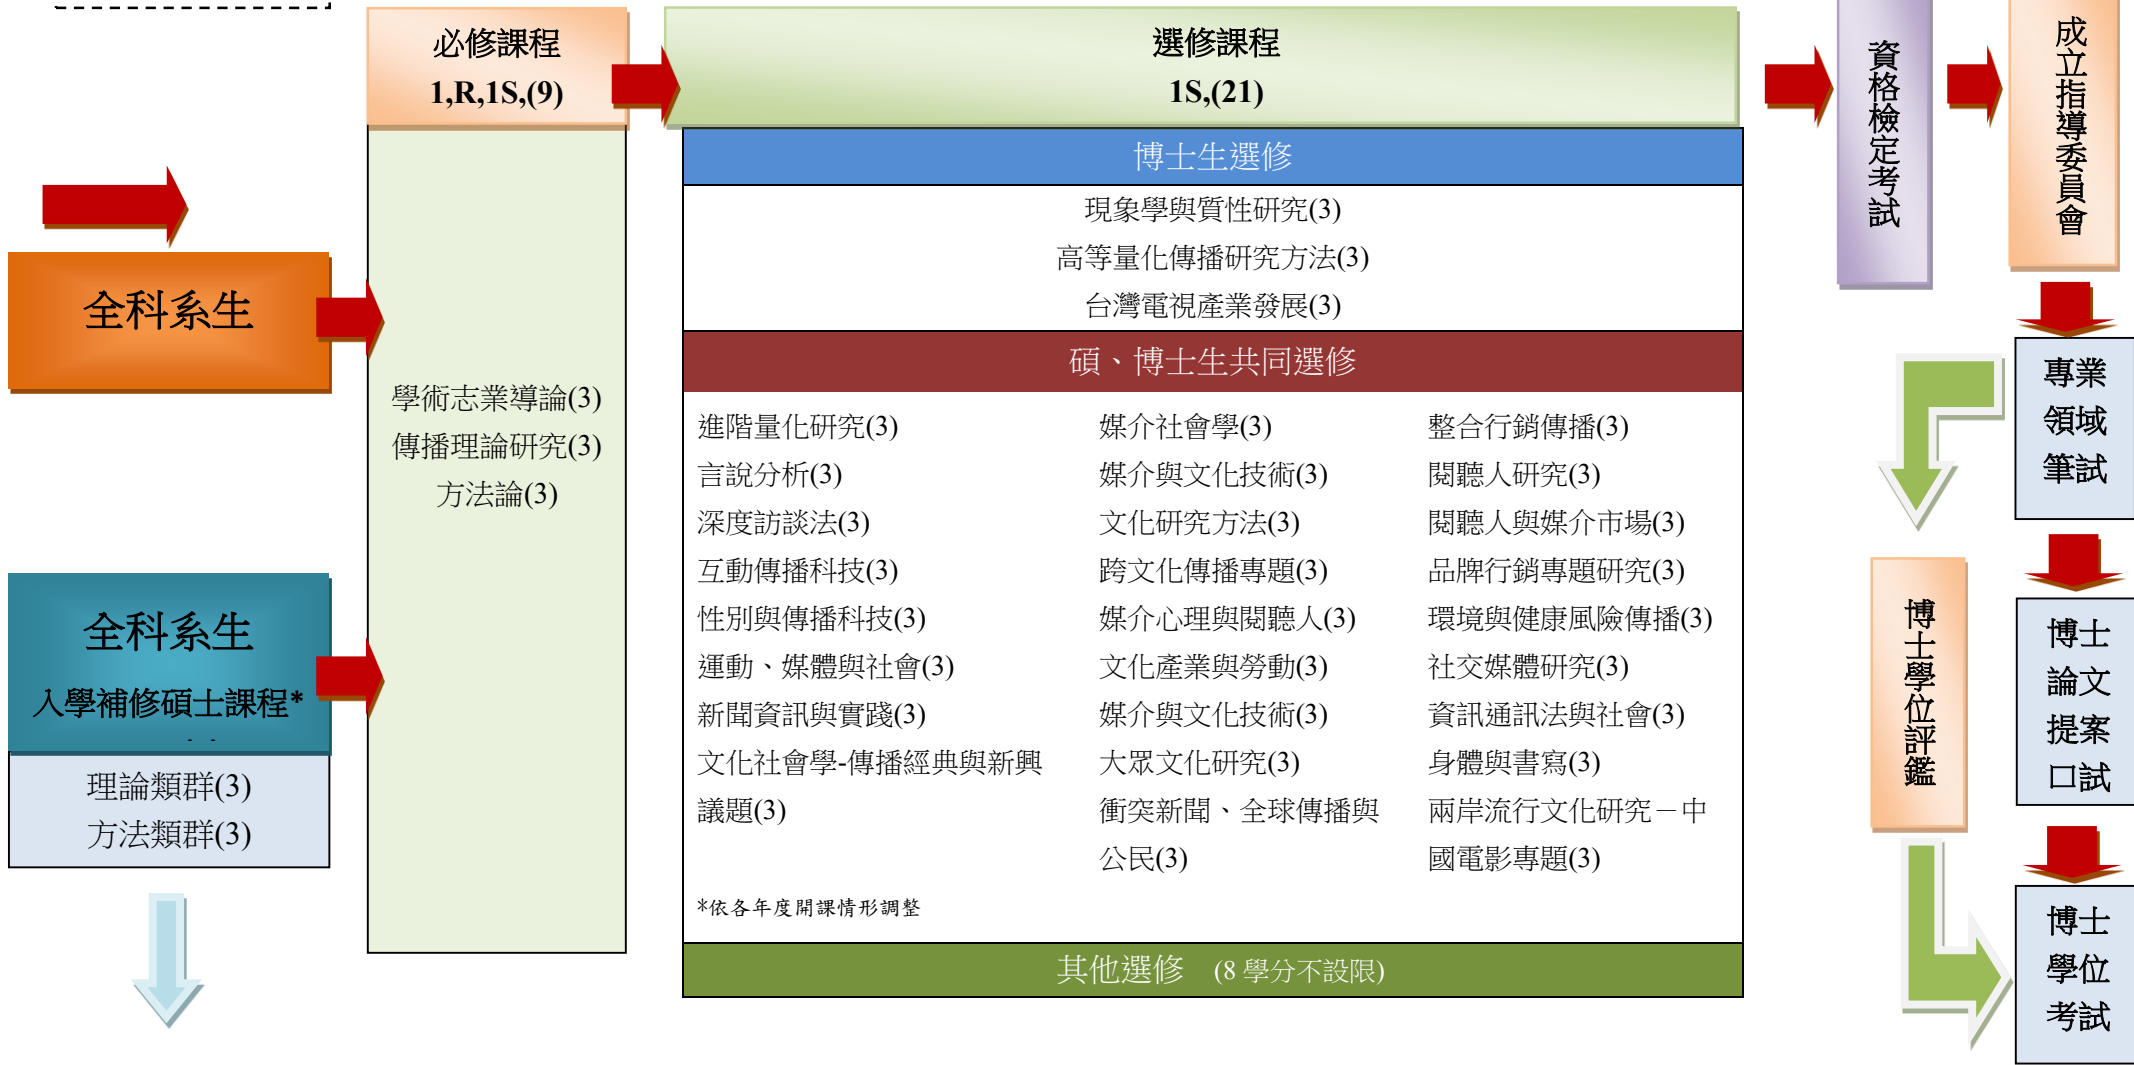 全科系生
全科系生
入學補修碩士課程*
理論類群(3)
方法類群(3)
必修課程
1,R,1S,(9)
學術志業導論(3)
傳播理論研究(3)
方法論(3)
選修課程
1S,(21)
博士生選修
現象學與質性研究(3)
高等量化傳播研究方法(3)
台灣電視產業發展(3)
碩、博士生共同選修
進階量化研究(3)
言說分析(3)
深度訪談法(3)
互動傳播科技(3)
性別與傳播科技(3)
運動、媒體與社會(3)
新聞資訊與實踐(3)
文化社會學-傳播經典與新興
議題(3)
媒介社會學(3)
媒介與文化技術(3)
文化研究方法(3)
跨文化傳播專題(3)
媒介心理與閱聽人(3)
文化產業與勞動(3)
媒介與文化技術(3)
大眾文化研究(3)
衝突新聞、全球傳播與
公民(3)
整合行銷傳播(3)
閱聽人研究(3)
閱聽人與媒介市場(3)
品牌行銷專題研究(3)
環境與健康風險傳播(3)
社交媒體研究(3)
資訊通訊法與社會(3)
身體與書寫(3)
兩岸流行文化研究－中
國電影專題(3)
*依各年度開課情形調整
其他選修 (8 學分不設限)
資格檢定考試
成立指導委員會
專業
領域
筆試
博士學位評鑑
博士
論文
提案
口試
博士
學位
考試